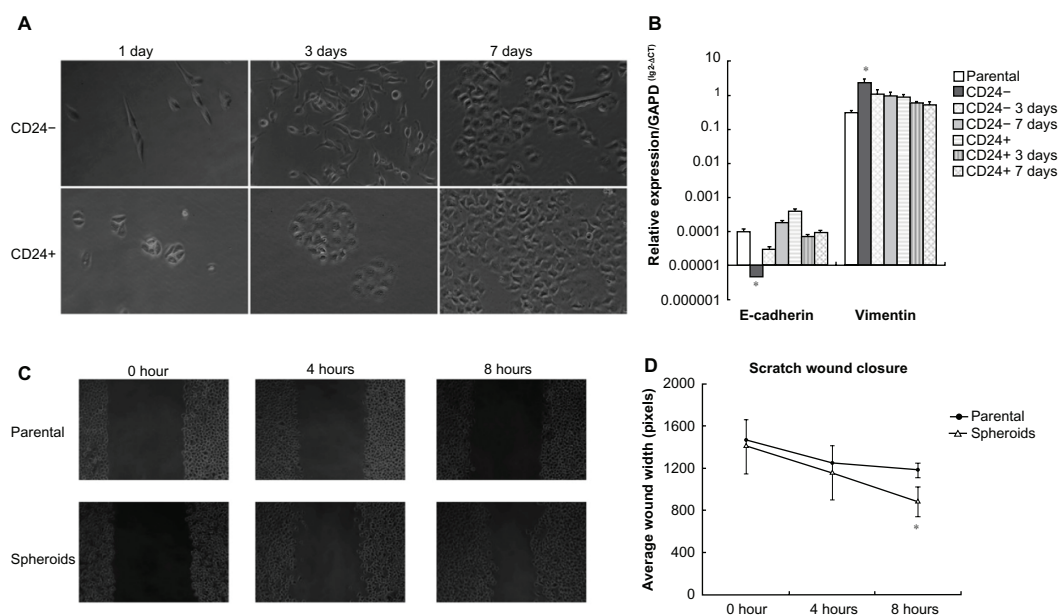 A
1 day
3 days
7 days
CD24−
CD24+
B
Relative expression/GAPD (lg2-ΔCT)
10
1
0.1
0.01
0.001
0.0001
0.00001
0.000001
E-cadherin
Vimentin
*
*
Parental
CD24−
CD24− 3 days
CD24− 7 days
CD24+
CD24+ 3 days
CD24+ 7 days
C
0 hour
4 hours
8 hours
Parental
Spheroids
D
Scratch wound closure
Average wound width (pixels)
2000
1600
1200
800
400
0
0 hour
4 hours
8 hours
*
Parental
Spheroids